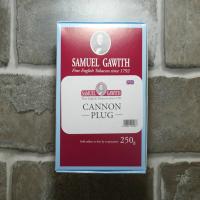 SAMUEL GAWITH
Fine English Tobaccos since 1792
SAMUEL GAWITH
CANNON
PLUG
250g